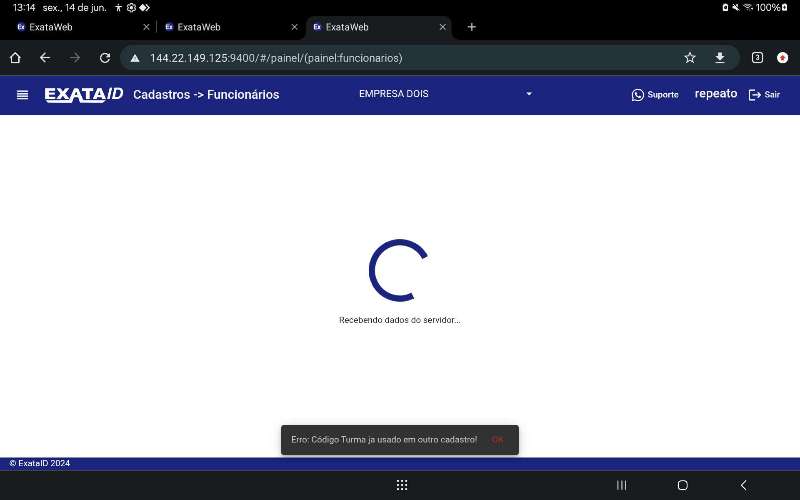 13:14 sex., 14 de jun. 100%
ExataWeb ExataWeb ExataWeb
144.22.149.125:9400/#/painel/(painel:funcionarios) 3
EXATA ID Cadastros -> Funcionários EMPRESA DOIS Suporte repeato Sair
Recebendo dados do servidor...
Erro: Código Turma ja usado em outro cadastro! OK
© ExataID 2024